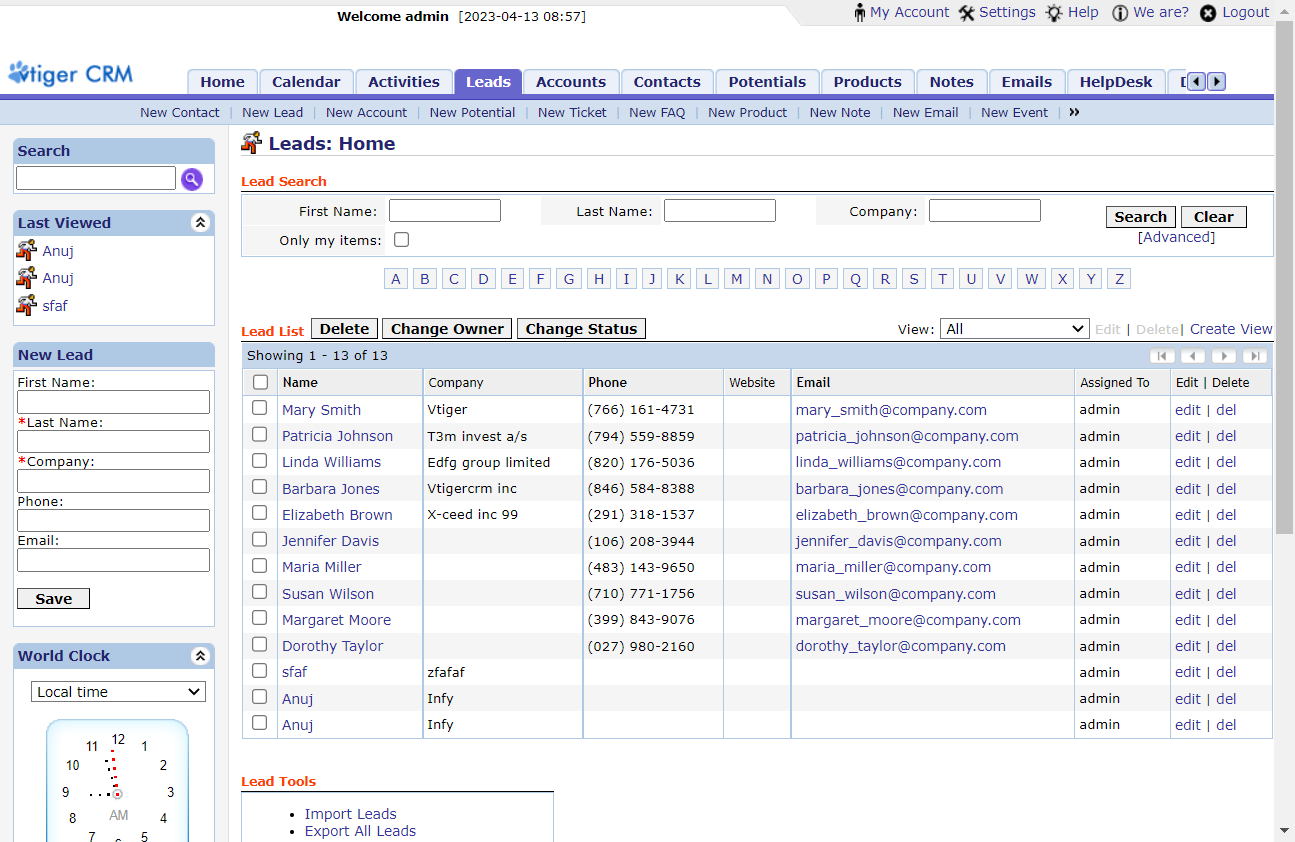 Welcome admin [2023-04-13 08:57]
My Account Settings Help We are? Logout
vtiger CRM
Home Calendar Activities Leads Accounts Contacts Potentials Products Notes Emails HelpDesk
New Contact | New Lead | New Account | New Potential | New Ticket | New FAQ | New Product | New Note | New Email | New Event | »
Search
Last Viewed
Anuj
Anuj
sfaf
New Lead
First Name:
*Last Name:
*Company:
Phone:
Email:
Save
World Clock
Local time
12
11 1
10 2
9 3
AM
8 4
7 5
Leads: Home
Lead Search
First Name: Last Name: Company: Search Clear
Only my items: [Advanced]
A B C D E F G H I J K L M N O P Q R S T U V W X Y Z
Lead List Delete Change Owner Change Status View: All Edit | Delete| Create View
Showing 1 - 13 of 13
Name Company Phone Website Email Assigned To Edit | Delete
Mary Smith Vtiger (766) 161-4731 mary_smith@company.com admin edit | del
Patricia Johnson T3m invest a/s (794) 559-8859 patricia_johnson@company.com admin edit | del
Linda Williams Edfg group limited (820) 176-5036 linda_williams@company.com admin edit | del
Barbara Jones Vtigercrm inc (846) 584-8388 barbara_jones@company.com admin edit | del
Elizabeth Brown X-ceed inc 99 (291) 318-1537 elizabeth_brown@company.com admin edit | del
Jennifer Davis (106) 208-3944 jennifer_davis@company.com admin edit | del
Maria Miller (483) 143-9650 maria_miller@company.com admin edit | del
Susan Wilson (710) 771-1756 susan_wilson@company.com admin edit | del
Margaret Moore (399) 843-9076 margaret_moore@company.com admin edit | del
Dorothy Taylor (027) 980-2160 dorothy_taylor@company.com admin edit | del
sfaf zfafaf admin edit | del
Anuj Infy admin edit | del
Anuj Infy admin edit | del
Lead Tools
• Import Leads
• Export All Leads